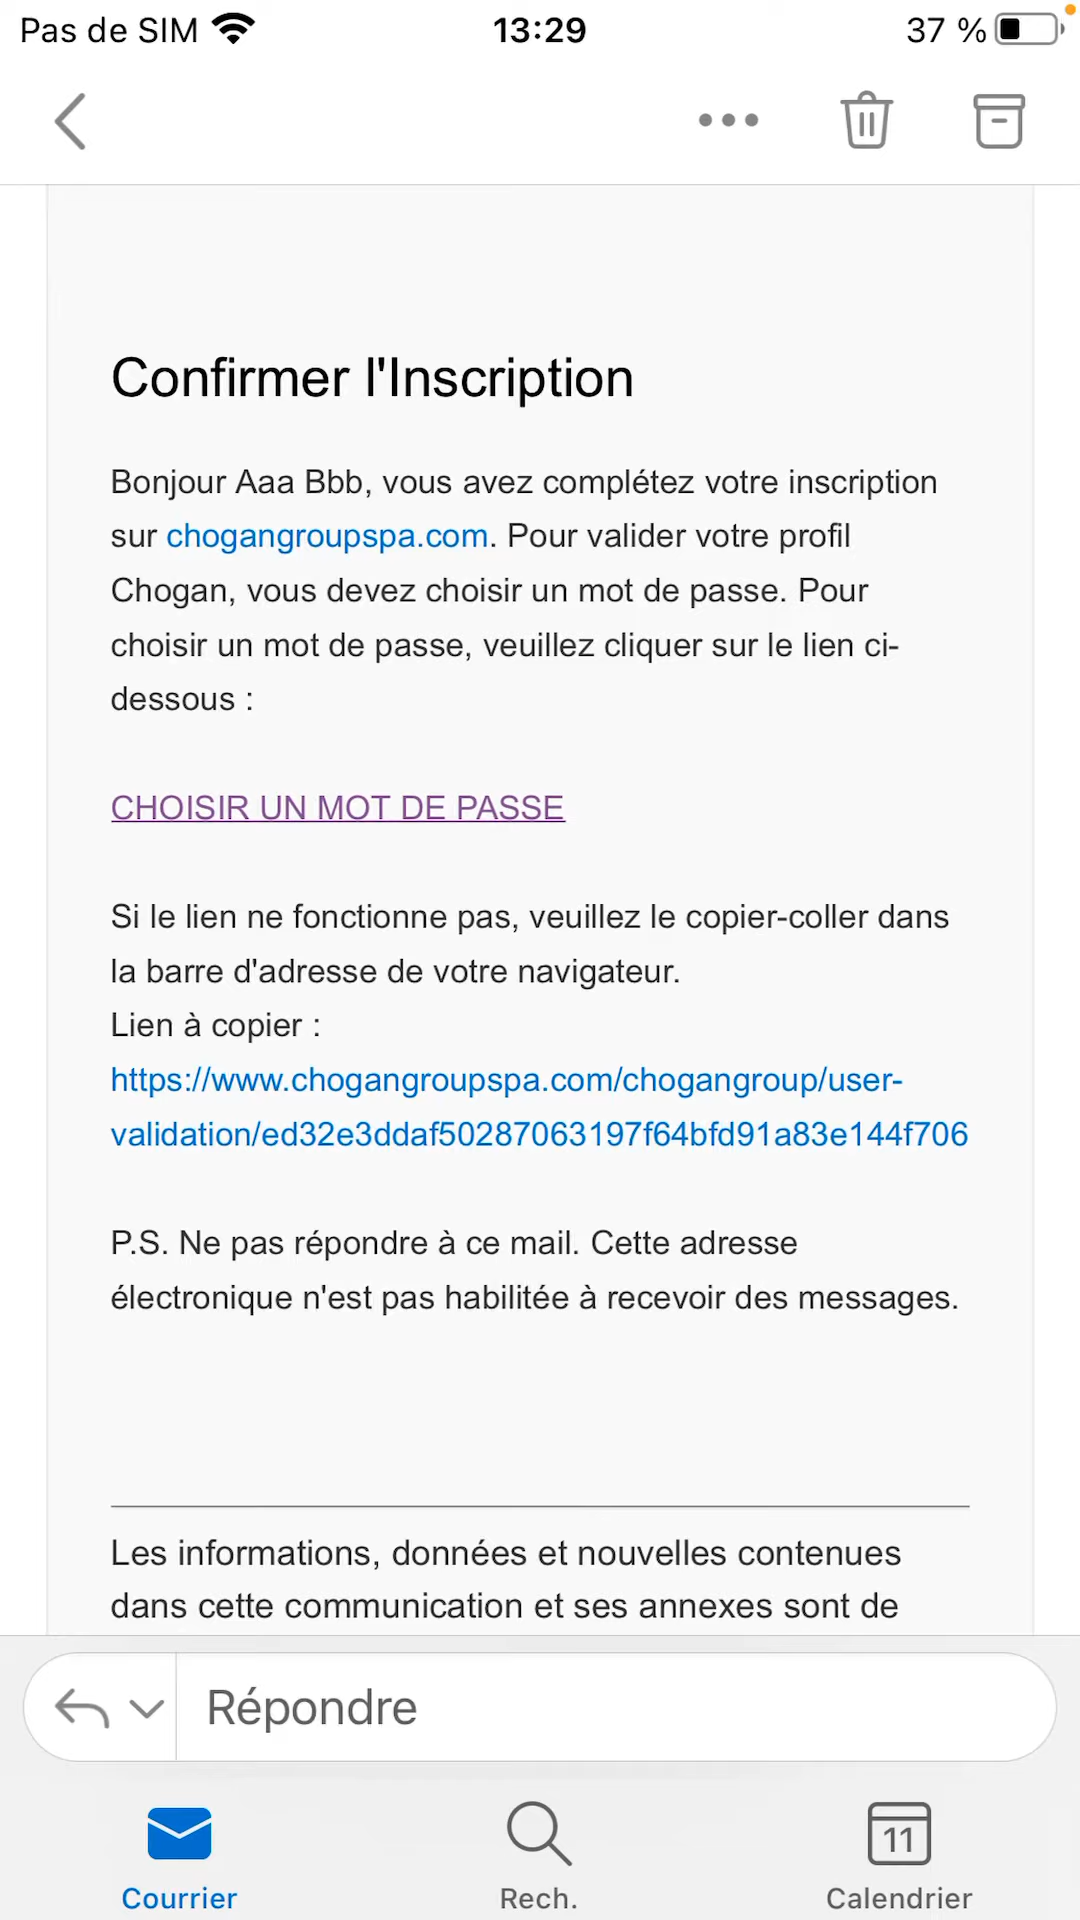 Pas de SIM
13:29
37 %
Confirmer l'Inscription
Bonjour Aaa Bbb, vous avez complétez votre inscription
sur chogangroupspa.com. Pour valider votre profil
Chogan, vous devez choisir un mot de passe. Pour
choisir un mot de passe, veuillez cliquer sur le lien ci-
dessous :
CHOISIR UN MOT DE PASSE
Si le lien ne fonctionne pas, veuillez le copier-coller dans
la barre d'adresse de votre navigateur.
Lien à copier :
https://www.chogangroupspa.com/chogangroup/user-
validation/ed32e3ddaf50287063197f64bfd91a83e144f706
P.S. Ne pas répondre à ce mail. Cette adresse
électronique n'est pas habilitée à recevoir des messages.
Les informations, données et nouvelles contenues
dans cette communication et ses annexes sont de
Répondre
11
Courrier
Rech.
Calendrier